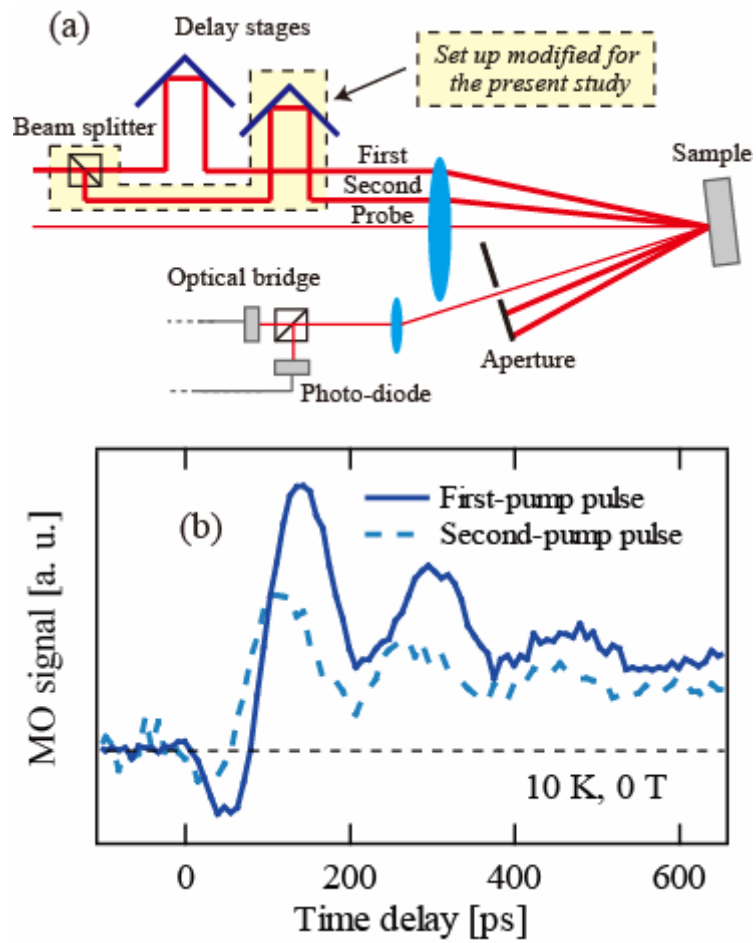 (a)
Delay stages
Set up modified for
the present study
Beam splitter
First
Second
Probe
Sample
Optical bridge
Aperture
Photo-diode
(b)
First-pump pulse
Second-pump pulse
MO signal [a. u.]
10 K, 0 T
0
200
400
600
Time delay [ps]